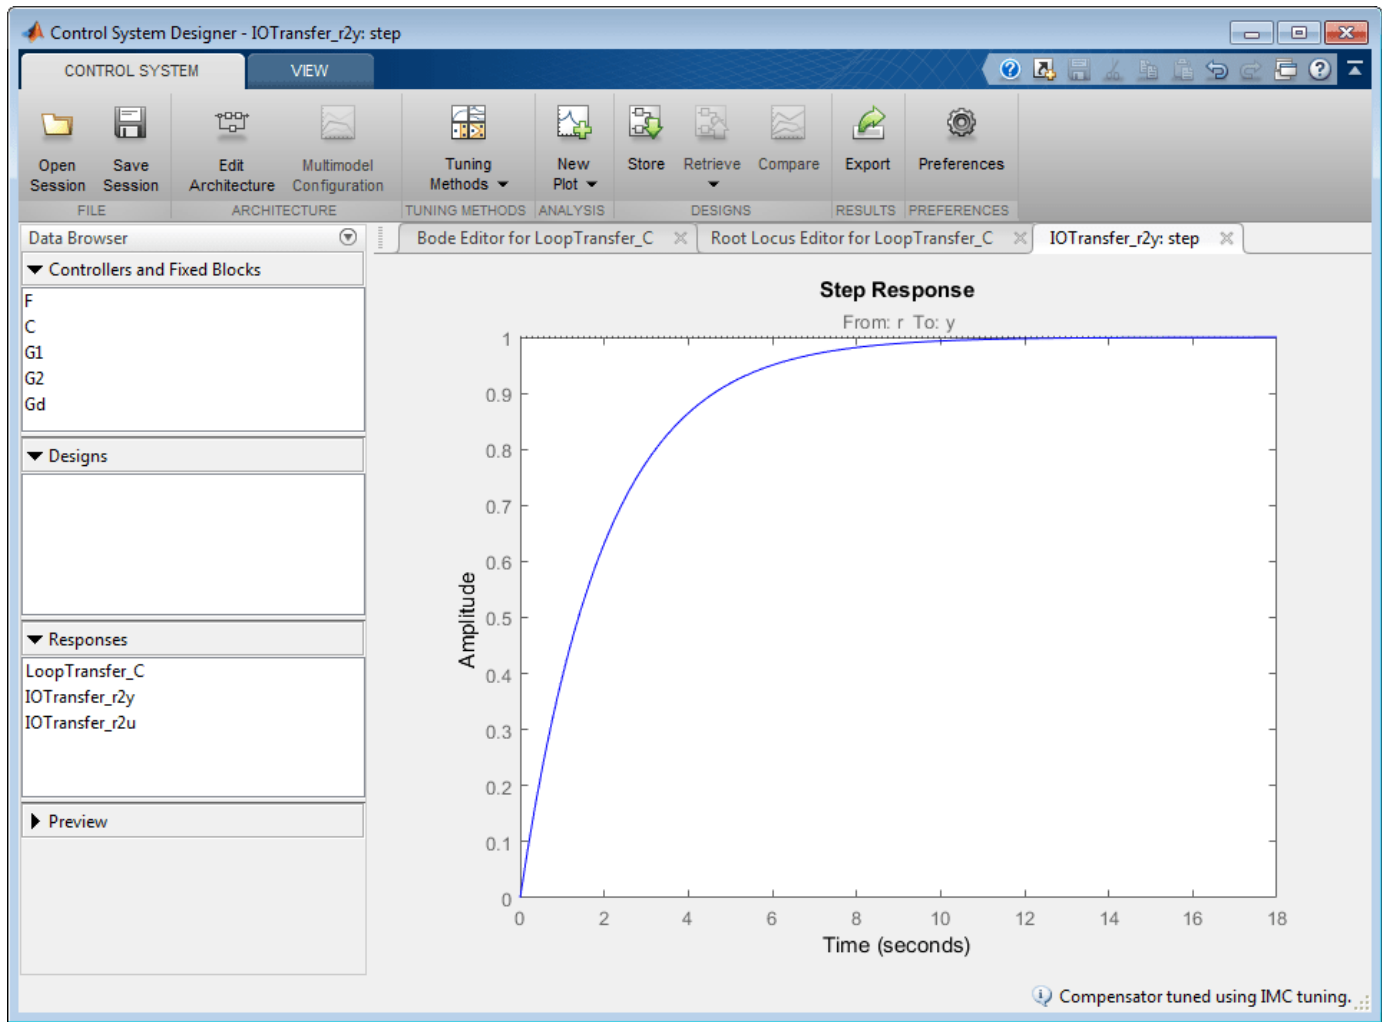 Control System Designer - IOTransfer_r2y: step
CONTROL SYSTEM
VIEW
Open Session
Save Session
Edit Architecture
Multimodel Configuration
Tuning Methods
New Plot
Store
Retrieve
Compare
Export
Preferences
FILE
ARCHITECTURE
TUNING METHODS
ANALYSIS
DESIGNS
RESULTS
PREFERENCES
Data Browser
Controllers and Fixed Blocks
F
C
G1
G2
Gd
Designs
Responses
LoopTransfer_C
IOTransfer_r2y
IOTransfer_r2u
Preview
Bode Editor for LoopTransfer_C
Root Locus Editor for LoopTransfer_C
IOTransfer_r2y: step
Step Response
From: r To: y
1
0.9
0.8
0.7
0.6
0.5
0.4
0.3
0.2
0.1
0
Amplitude
0 2 4 6 8 10 12 14 16 18
Time (seconds)
Compensator tuned using IMC tuning.